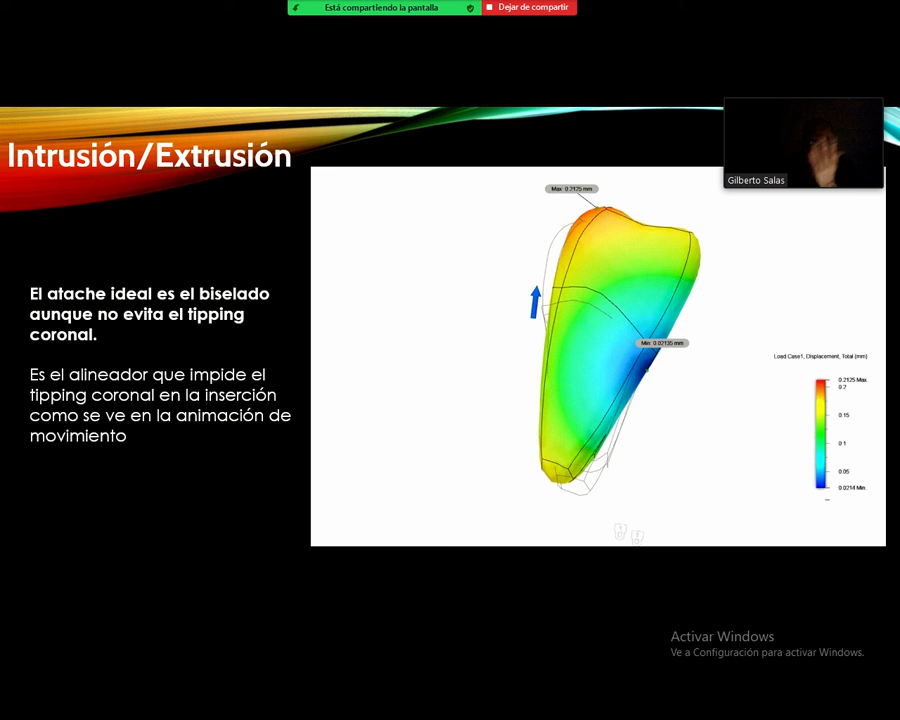 Está compartiendo la pantalla
Dejar de compartir
Intrusión/Extrusión
Gilberto Salas
El atache ideal es el biselado
aunque no evita el tipping
coronal.
Es el alineador que impide el
tipping coronal en la inserción
como se ve en la animación de
movimiento
Max: 0.2125 mm
Min: 0.02135 mm
Load Case1, Displacement, Total (mm)
0.2125 Max.
0.2
0.15
0.1
0.05
0.0214 Min.
Activar Windows
Ve a Configuración para activar Windows.